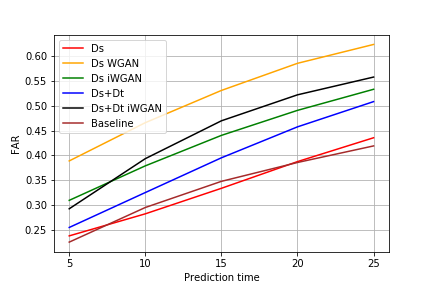 0.60
0.55
0.50
0.45
0.40
0.35
0.30
0.25
FAR
Ds
Ds WGAN
Ds iWGAN
Ds+Dt
Ds+Dt iWGAN
Baseline
5 10 15 20 25
Prediction time